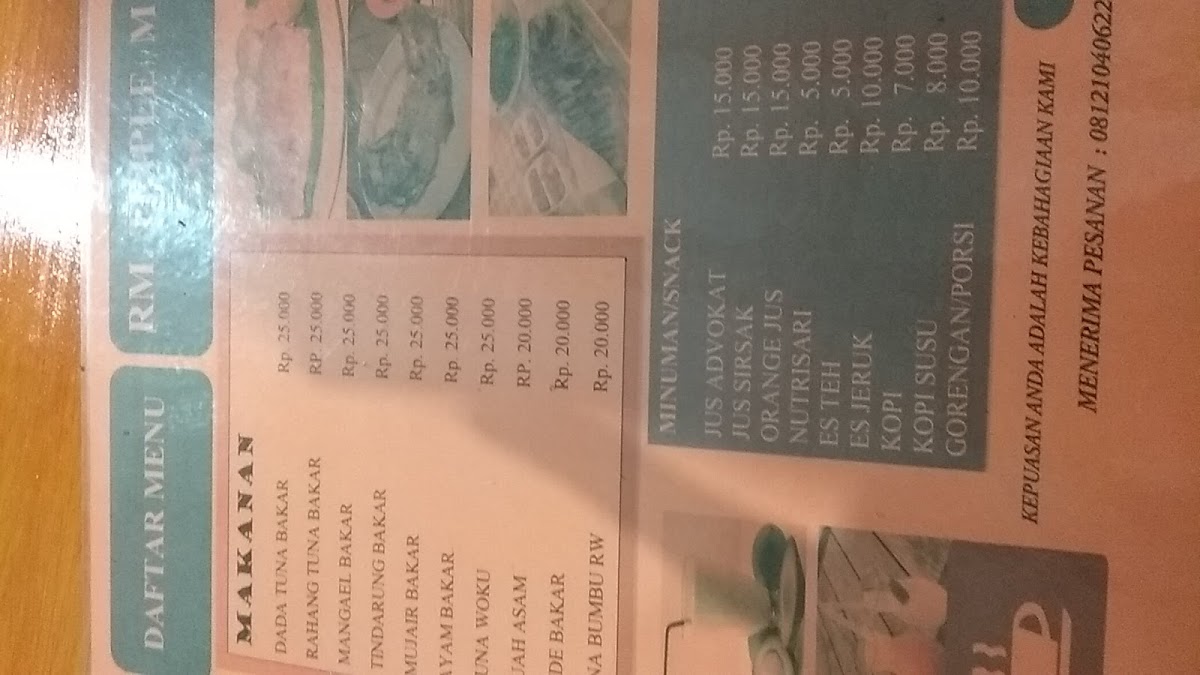 DAFTAR MENU
RM.
MAKANAN
DADA TUNA BAKAR Rp 25.000
RAHANG TUNA BAKAR RP 25.000
MANGAEL BAKAR Rp 25.000
TINDARUNG BAKAR Rp. 25.000
MUJAIR BAKAR Rp. 25.000
AYAM BAKAR Rp. 25.000
UNA WOKU Rp. 25.000
UAH ASAM RP. 20.000
DE BAKAR Rp. 20.000
NA BUMBU RW Rp. 20.000
MINUMAN/SNACK
JUS ADVOKAT Rp. 15.000
JUS SIRSAK Rp. 15.000
ORANGE JUS Rp. 15.000
NUTRISARI Rp. 5.000
ES TEH Rp. 5.000
ES JERUK Rp. 10.000
KOPI Rp. 7.000
KOPI SUSU Rp. 8.000
GORENGAN/PORSI Rp. 10.000
KEPUASAN ANDA ADALAH KEBAHAGIAAN KAMI
MENERIMA PESANAN : 08121040622